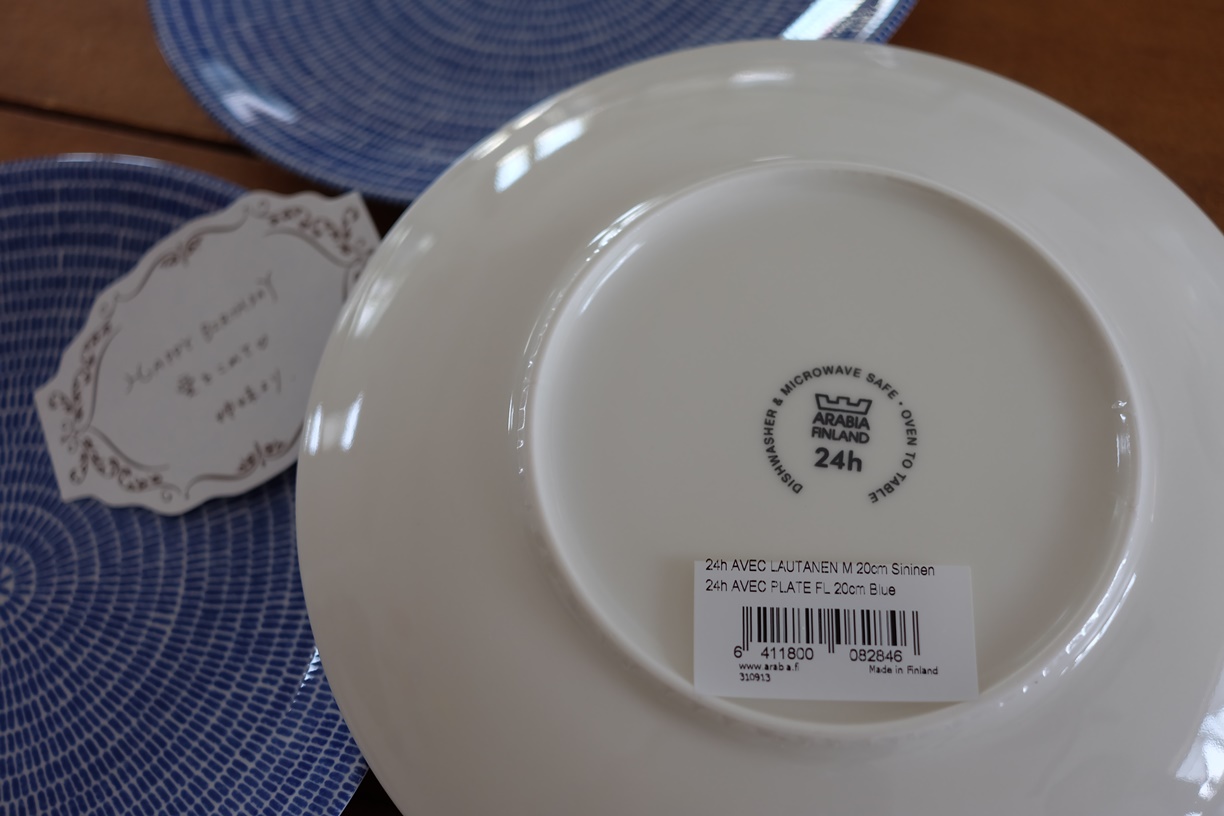 HAPPY BIRTHDAY
DISHWASHER & MICROWAVE SAFE • OVEN TO TABLE
ARABIA
FINLAND
24h
24h AVEC LAUTANEN M 20cm Sininen
24h AVEC PLATE FL 20cm Blue
6 411800 082846
www.arabia.fi Made in Finland
310913